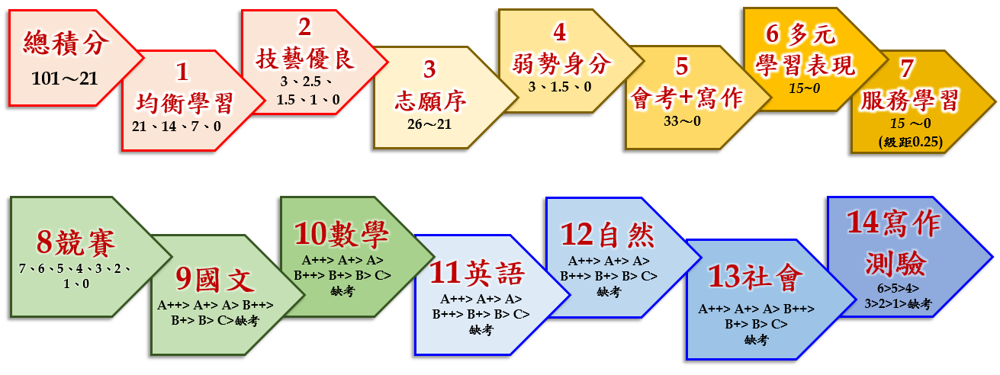 總積分
101～21
1
均衡學習
21、14、7、0
2
技藝優良
3、2.5、
1.5、1、0
3
志願序
26～21
4
弱勢身分
3、1.5、0
5
會考+寫作
33～0
6 多元
學習表現
15~0
7
服務學習
15 ～0
(級距0.25)
8競賽
7、6、5、4、3、2、
1、0
9國文
A++> A+> A> B++>
B+> B> C>缺考
10數學
A++> A+> A>
B++> B+> B> C>
缺考
11英語
A++> A+> A>
B++> B+> B> C>
缺考
12自然
A++> A+> A>
B++> B+> B> C>
缺考
13社會
A++> A+> A> B++>
B+> B> C>
缺考
14寫作
測驗
6>5>4>
3>2>1>缺考